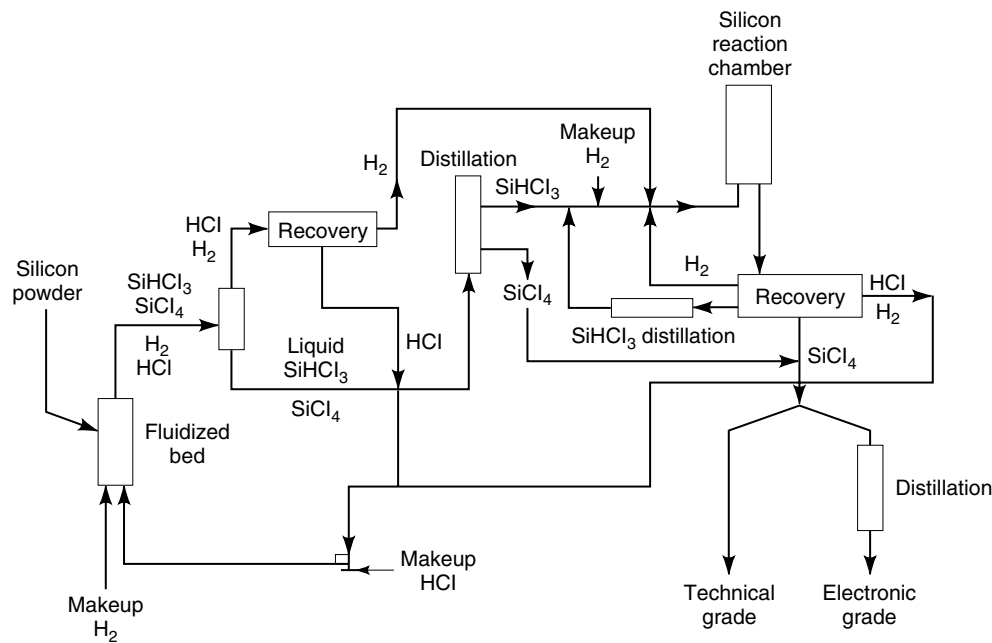 Silicon
reaction
chamber
Makeup
H₂
Distillation
H₂
SiHCl₃
HCl
H₂
Recovery
Silicon
powder
SiHCl₃
SiCl₄
H₂
HCl
SiCl₄
H₂
Recovery
HCl
H₂
SiHCl₃ distillation
Liquid
SiHCl₃
SiCl₄
HCl
SiCl₄
Fluidized
bed
Distillation
Makeup
HCl
Makeup
H₂
Technical
grade
Electronic
grade